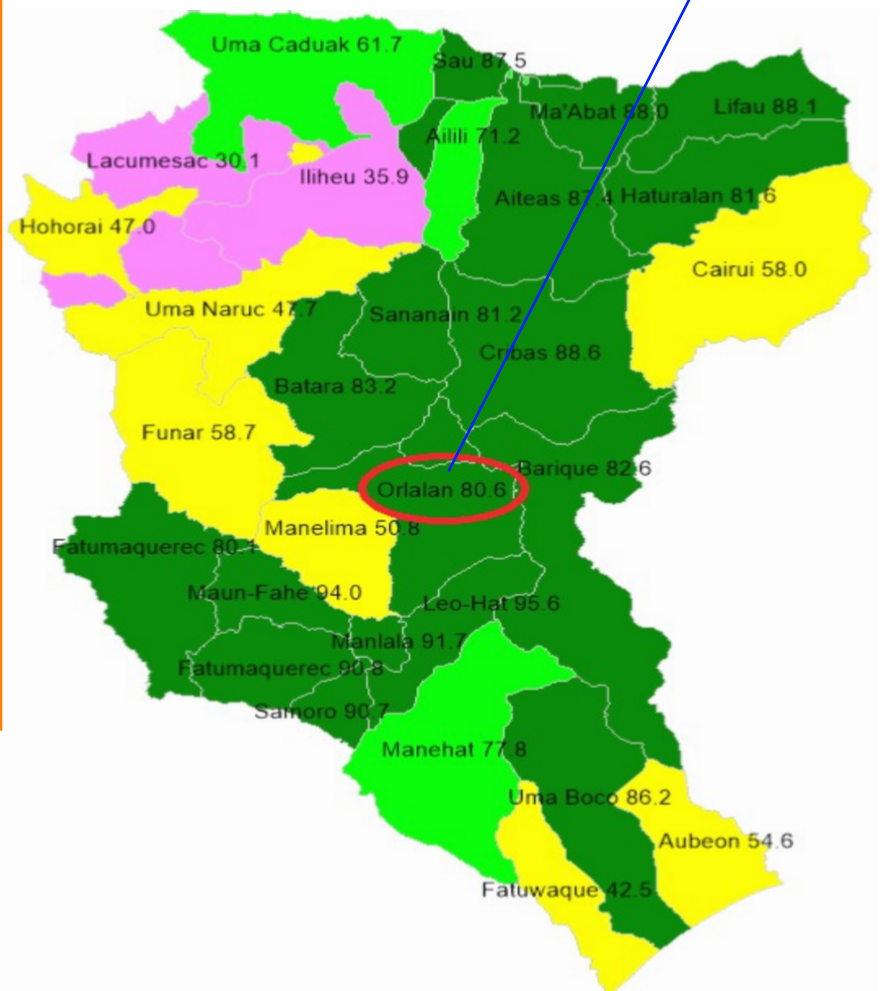 Uma Caduak 61.7
Sau 87.5
Ma'Abat 88.0
Lifau 88.1
Ailili 71.2
Lacumesac 30.1
Iliheu 35.9
Aiteas 87.4
Haturalan 81.6
Hohorai 47.0
Cairui 58.0
Uma Naruc 47.7
Sananain 81.2
Cribas 88.6
Batara 83.2
Funar 58.7
Barique 82.6
Orlalan 80.6
Manelima 50.8
Fatumaquerec 80.1
Maun-Fahe 94.0
Leo-Hat 95.6
Manlala 91.7
Fatumaquerec 90.8
Samoro 90.7
Manehat 77.8
Uma Boco 86.2
Aubeon 54.6
Fatuwaque 42.5